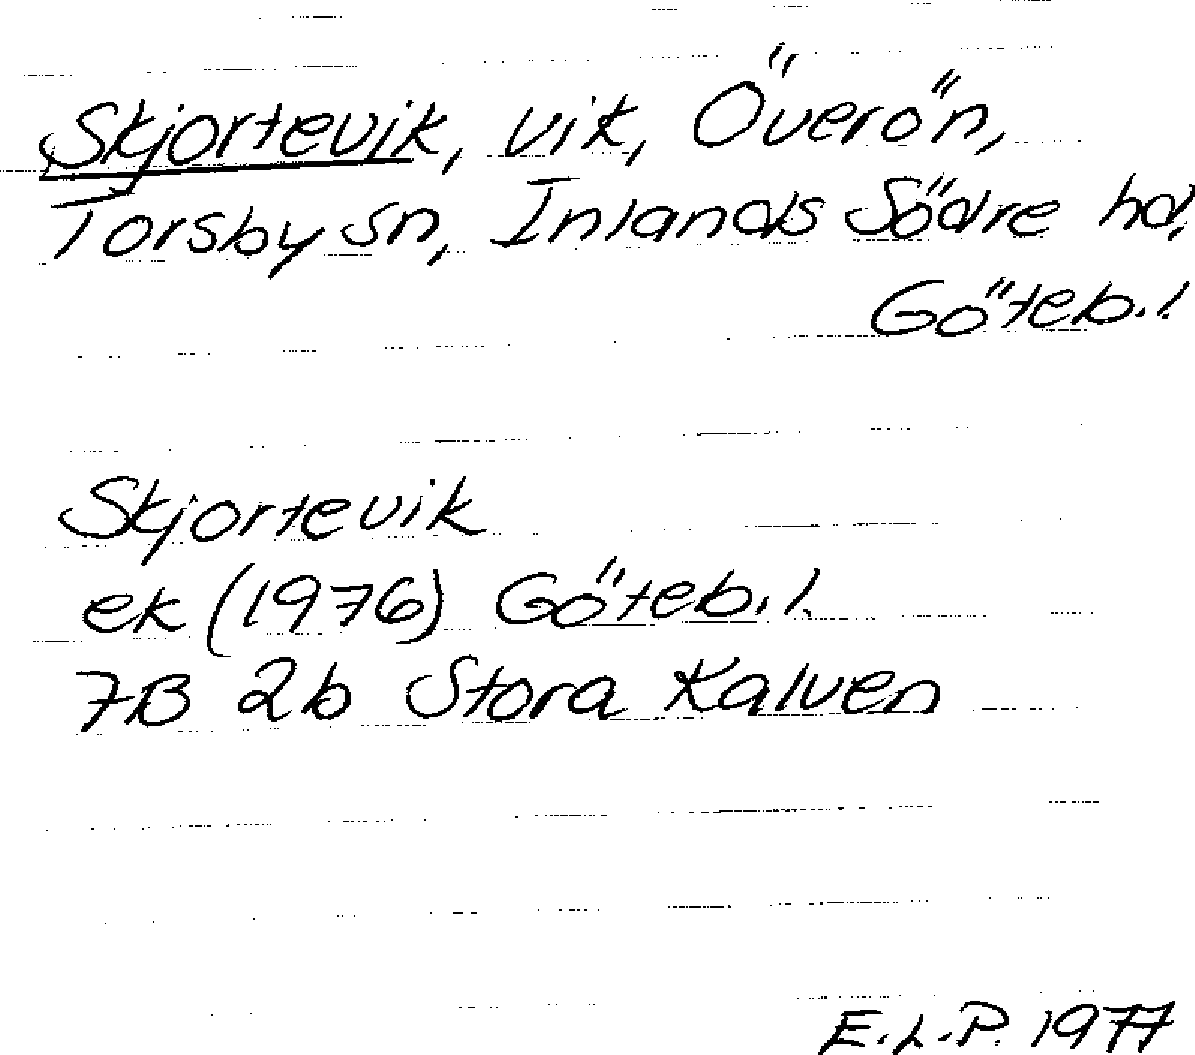 Skjortevik, vik, Överön,
Torsby sn, Inlands Södre hd,
Göteb.l.
Skjortevik
ek (1976) Göteb.l.
7B 2b Stora Kalven
E.L.P. 1977